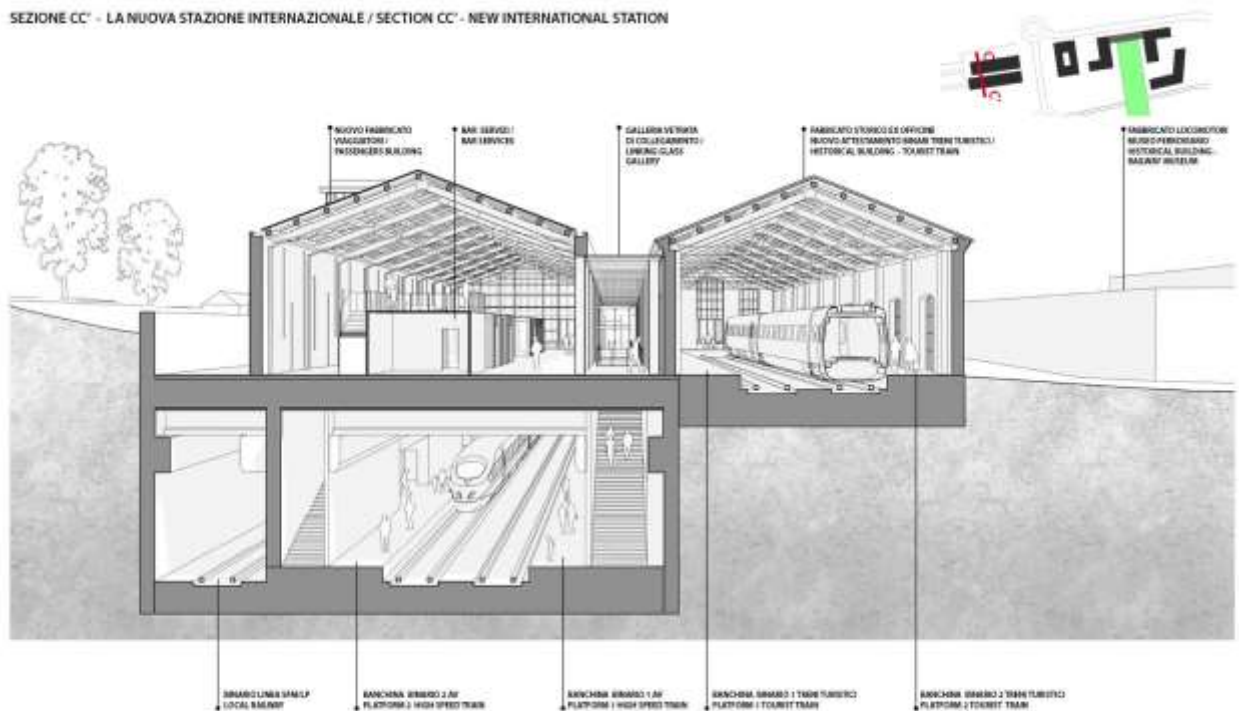 SEZIONE CC' - LA NUOVA STAZIONE INTERNAZIONALE / SECTION CC' - NEW INTERNATIONAL STATION
NUOVO FABBRICATO
VIAGGIATORI /
PASSENGERS BUILDING
BAR SERVIZI /
BAR SERVICES
GALLERIA VETRATA
DI COLLEGAMENTO /
LINKING GLASS
GALLERY
FABBRICATO STORICO EX OFFICINE
NUOVO ATTESTAMENTO BINARI TRENI TURISTICI /
HISTORICAL BUILDING - TOURIST TRAIN
FABBRICATO LOCOMOTORI
MUSEO FERROVIARIO
HISTORICAL BUILDING -
RAILWAY MUSEUM
BINARIO LINEA SFM/LP
LOCAL RAILWAY
BANCHINA BINARIO 2 AV
PLATFORM 2 HIGH SPEED TRAIN
BANCHINA BINARIO 1 AV
PLATFORM 1 HIGH SPEED TRAIN
BANCHINA BINARIO 1 TRENI TURISTICI
PLATFORM 1 TOURIST TRAIN
BANCHINA BINARIO 2 TRENI TURISTICI
PLATFORM 2 TOURIST TRAIN